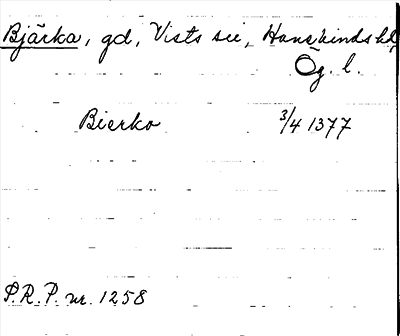 Bjärka, gd, Vists sn, Hanekinds hd,
Ög. l.
Bierko 3/4 1377
P.R.P. nr. 1258